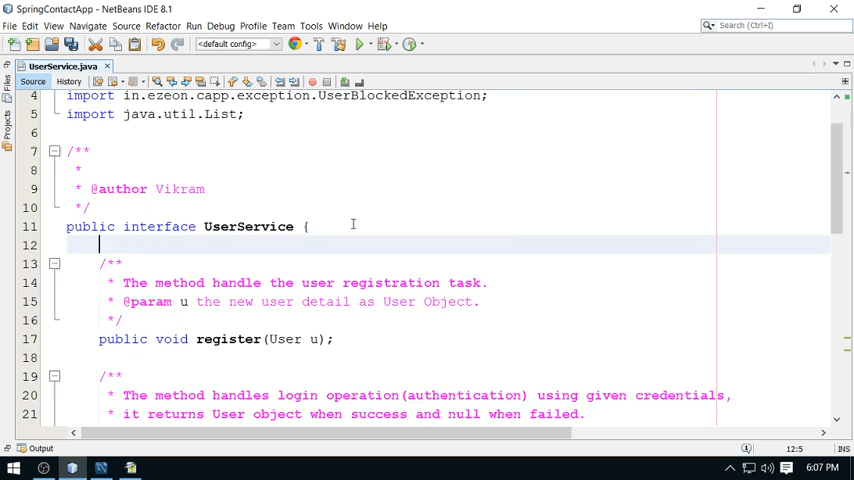 SpringContactApp - NetBeans IDE 8.1
File Edit View Navigate Source Refactor Run Debug Profile Team Tools Window Help
Search (Ctrl+I)
<default config>
UserService.java
Source History
Files
Projects
4 import in.ezeon.capp.exception.UserBlockedException;
5 import java.util.List;
6
7 /**
8 *
9 * @author Vikram
10 */
11 public interface UserService {
12
13 /**
14 * The method handle the user registration task.
15 * @param u the new user detail as User Object.
16 */
17 public void register(User u);
18
19 /**
20 * The method handles login operation(authentication) using given credentials,
21 * it returns User object when success and null when failed.
Output
12:5 INS
6:07 PM